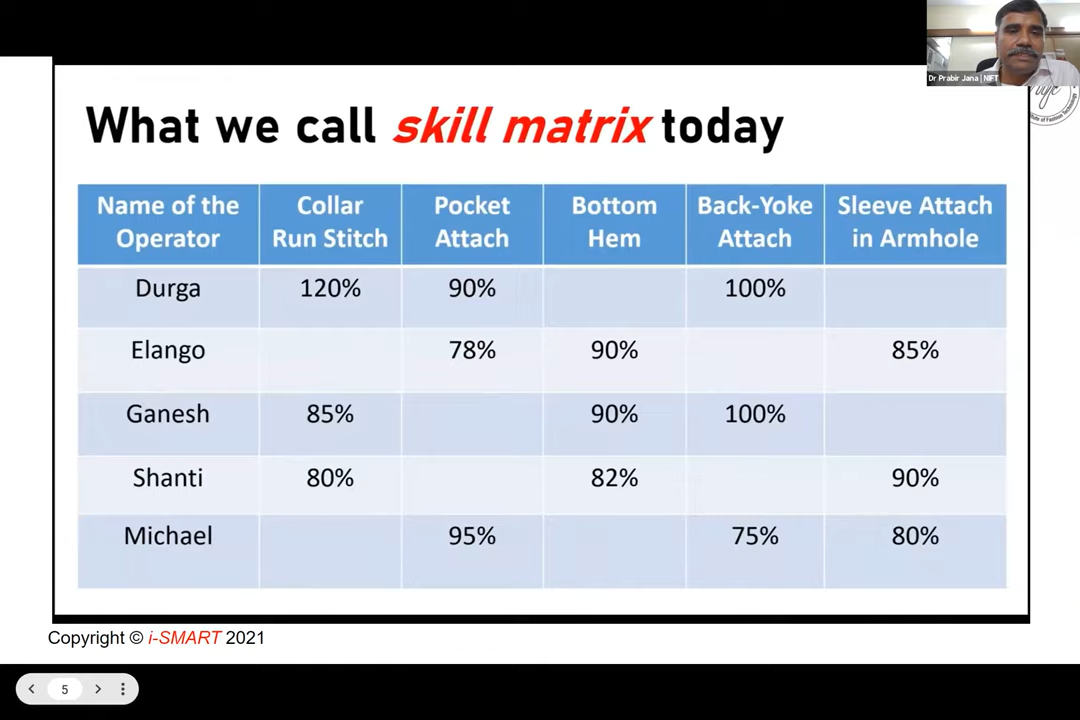 Dr Prabir Jana | NIFT
What we call skill matrix today
Name of the Operator Collar Run Stitch Pocket Attach Bottom Hem Back-Yoke Attach Sleeve Attach in Armhole
Durga 120% 90% 100%
Elango 78% 90% 85%
Ganesh 85% 90% 100%
Shanti 80% 82% 90%
Michael 95% 75% 80%
Copyright © i-SMART 2021
5